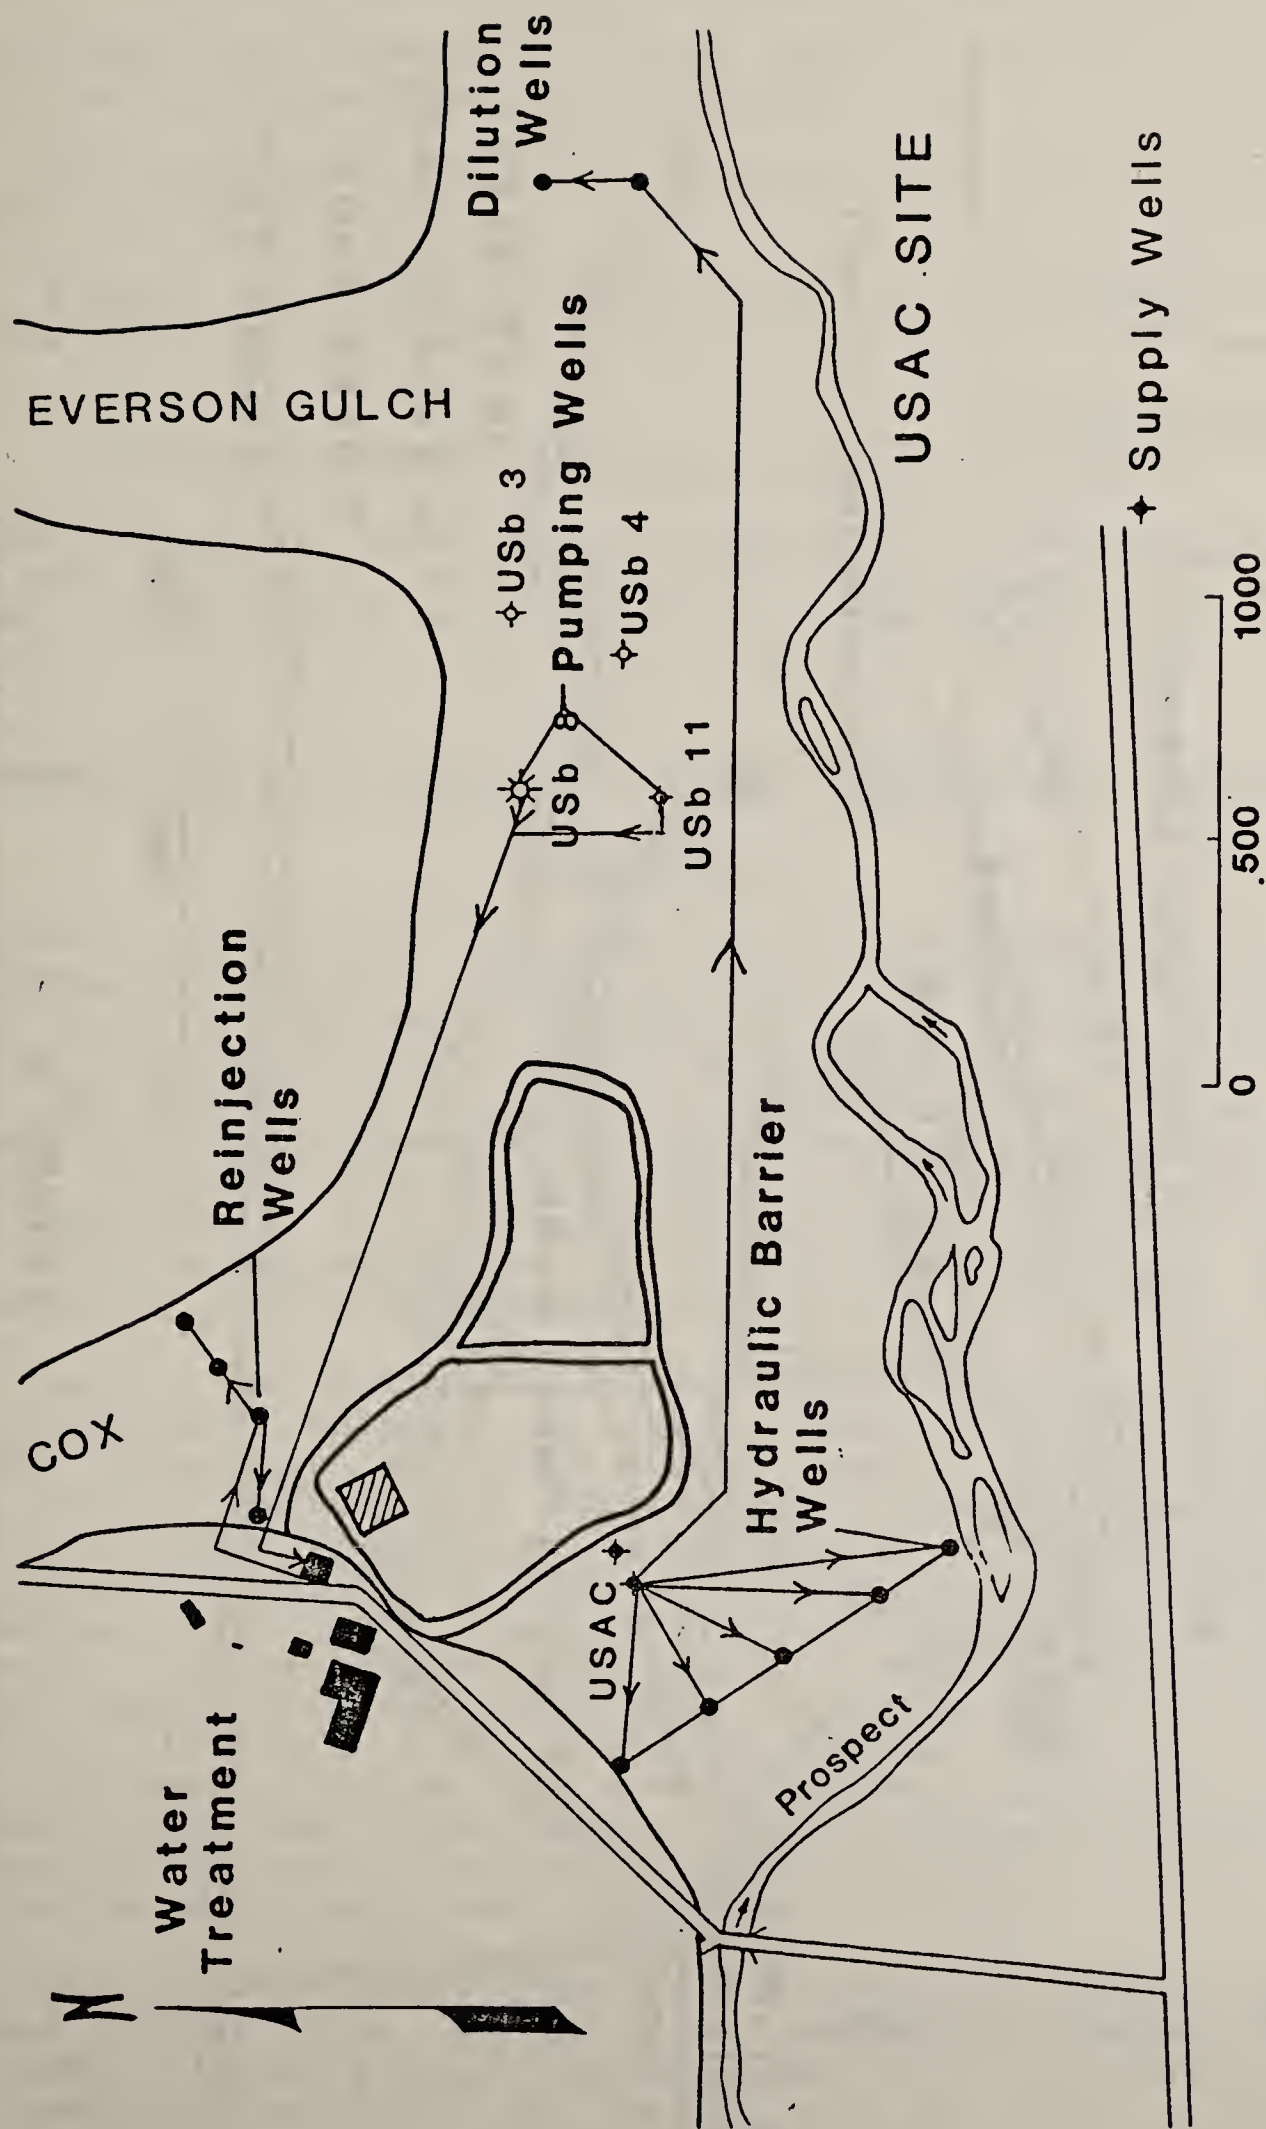 N
Water
Treatment
COX
Reinjection
Wells
EVERSON GULCH
Dilution
Wells
USb 3
Pumping Wells
USb 4
USb 8
USb 11
USAC
Hydraulic Barrier
Wells
Prospect
USAC SITE
Supply Wells
0
500
1000